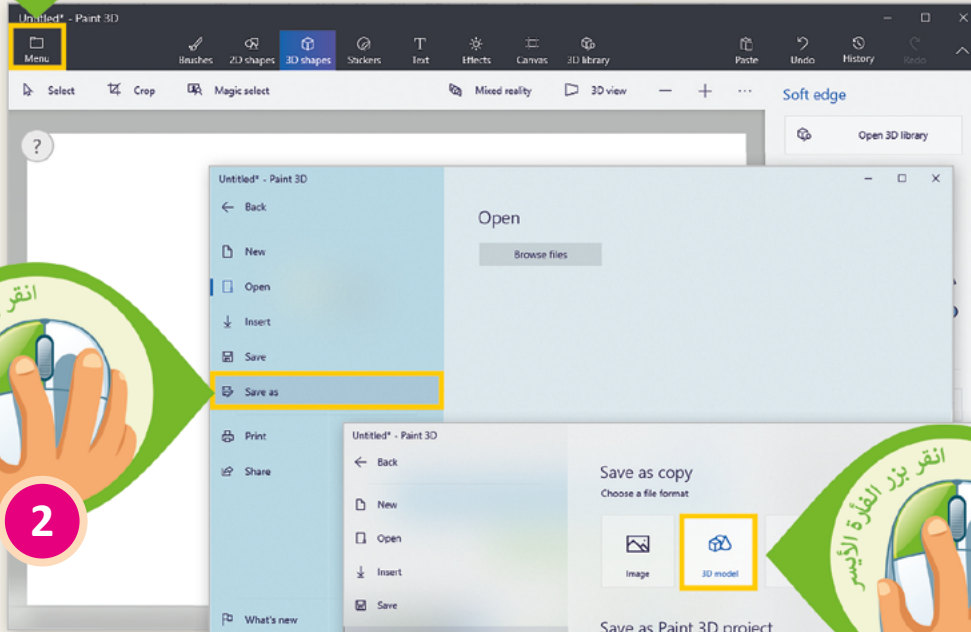 Untitled* - Paint 3D
Menu
Brushes
2D shapes
3D shapes
Stickers
Text
Effects
Canvas
3D library
Paste
Undo
History
Redo
Select
Crop
Magic select
Mixed reality
3D view
Soft edge
Open 3D library
?
Untitled* - Paint 3D
Back
New
Open
Insert
Save
Save as
Print
Share
What's new
Open
Browse files
انقر
2
Untitled* - Paint 3D
Back
New
Open
Insert
Save
Save as copy
Choose a file format
Image
3D model
Save as Paint 3D project
انقر بزر الفأرة الأيسر